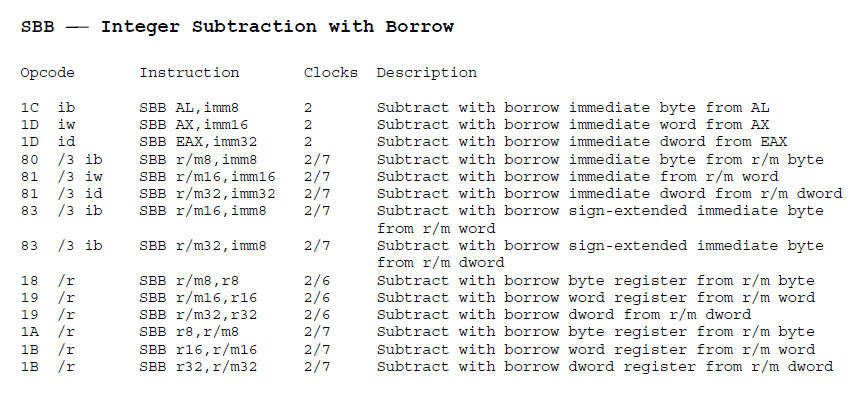 SBB —— Integer Subtraction with Borrow
Opcode Instruction Clocks Description
1C ib SBB AL,imm8 2 Subtract with borrow immediate byte from AL
1D iw SBB AX,imm16 2 Subtract with borrow immediate word from AX
1D id SBB EAX,imm32 2 Subtract with borrow immediate dword from EAX
80 /3 ib SBB r/m8,imm8 2/7 Subtract with borrow immediate byte from r/m byte
81 /3 iw SBB r/m16,imm16 2/7 Subtract with borrow immediate from r/m word
81 /3 id SBB r/m32,imm32 2/7 Subtract with borrow immediate dword from r/m dword
83 /3 ib SBB r/m16,imm8 2/7 Subtract with borrow sign-extended immediate byte
from r/m word
83 /3 ib SBB r/m32,imm8 2/7 Subtract with borrow sign-extended immediate byte
from r/m dword
18 /r SBB r/m8,r8 2/6 Subtract with borrow byte register from r/m byte
19 /r SBB r/m16,r16 2/6 Subtract with borrow word register from r/m word
19 /r SBB r/m32,r32 2/6 Subtract with borrow dword from r/m dword
1A /r SBB r8,r/m8 2/7 Subtract with borrow byte register from r/m byte
1B /r SBB r16,r/m16 2/7 Subtract with borrow word register from r/m word
1B /r SBB r32,r/m32 2/7 Subtract with borrow dword register from r/m dword